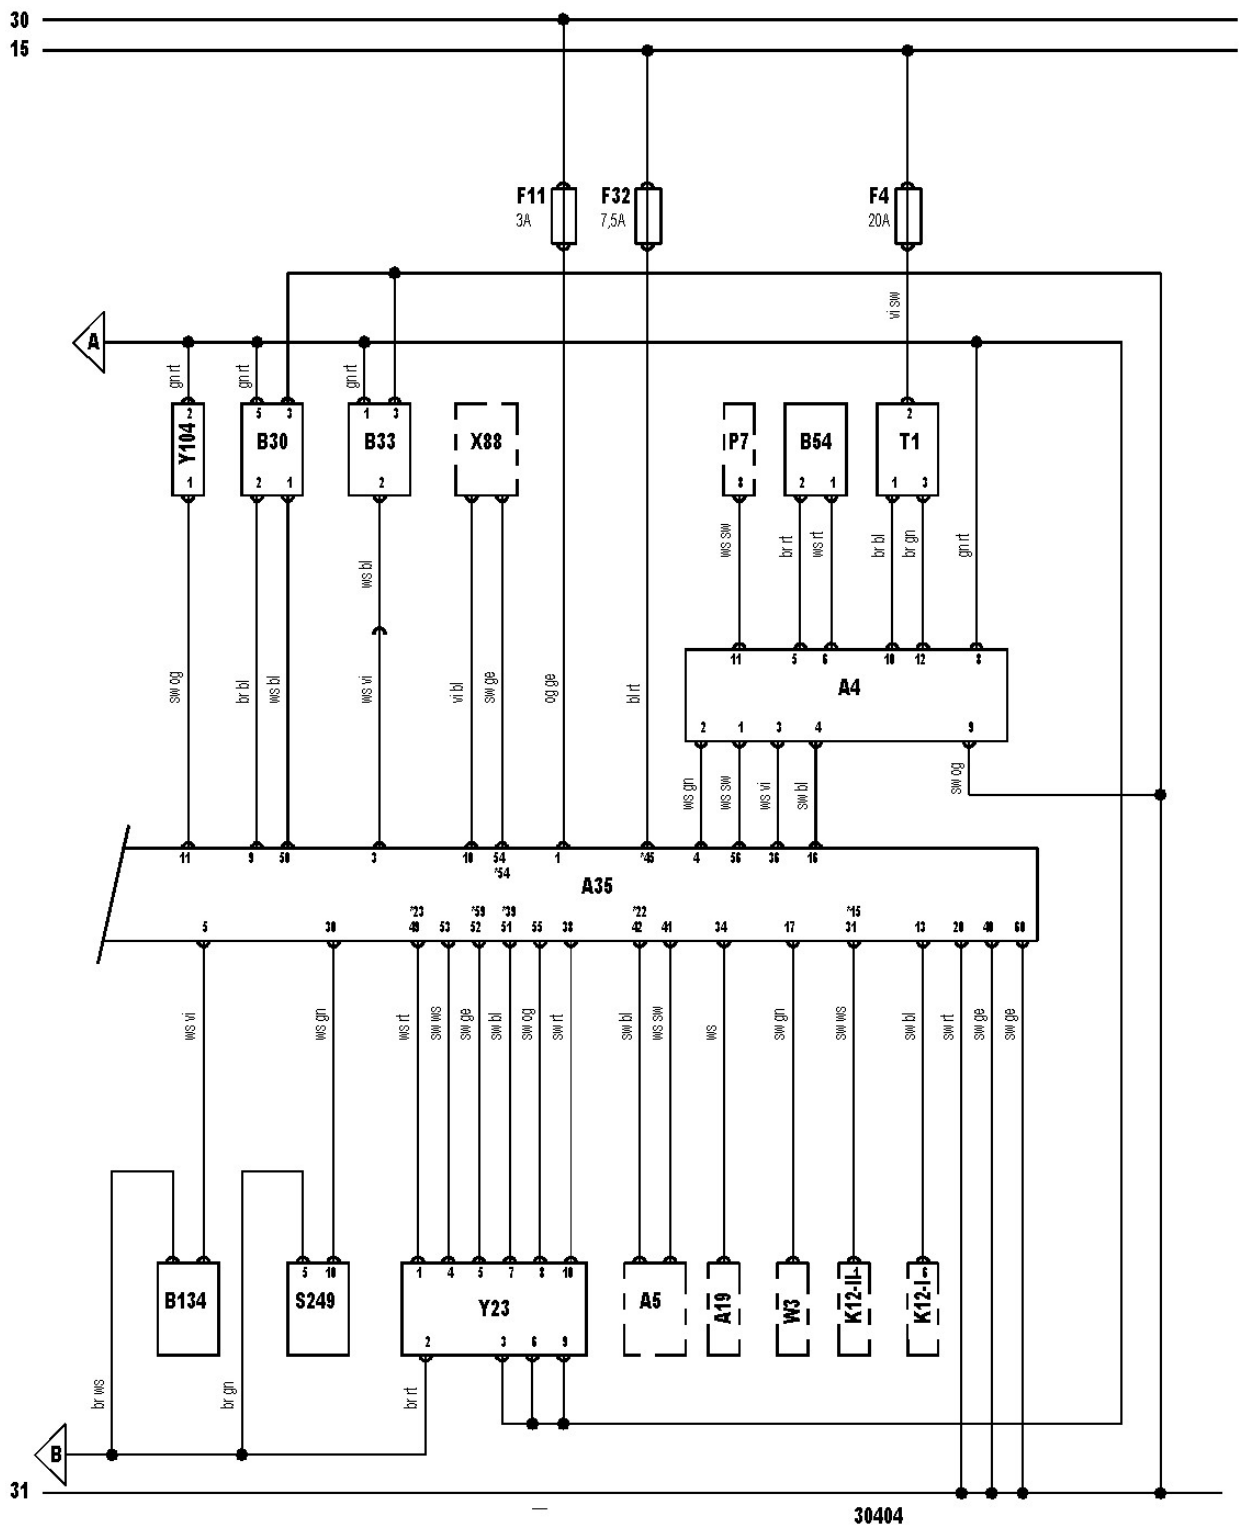 30
15
F11
3A
F32
7,5A
F4
20A
vi sw
A
gn rt
gn rt
gn rt
2
Y104
1
5 3
B30
2 1
1 3
B33
2
X88
P7
8
B54
2 1
2
T1
1 3
ws sw
br rt
ws rt
br bl
br gn
gn rt
ws bl
sw og
br bl
ws bl
ws vi
vi bl
sw ge
og ge
bl rt
11 5 6 10 12 8
A4
2 1 3 4 9
ws gn
ws sw
ws vi
sw bl
sw og
11 9 50 3 10 54 1 *45 4 56 36 16
*54
A35
*23 *59 *39 *22 *15
5 30 49 53 52 51 55 38 42 41 34 17 31 13 20 40 60
ws vi
ws gn
ws rt
sw ws
sw ge
sw bl
sw og
sw rt
sw bl
ws sw
ws
sw gn
sw ws
sw bl
sw rt
sw ge
sw ge
B134
5 10
S249
1 4 5 7 8 10
Y23
2 3 6 9
A5
A19
W3
1
K12-II
6
K12-I
br ws
br gn
br rt
B
31
30404